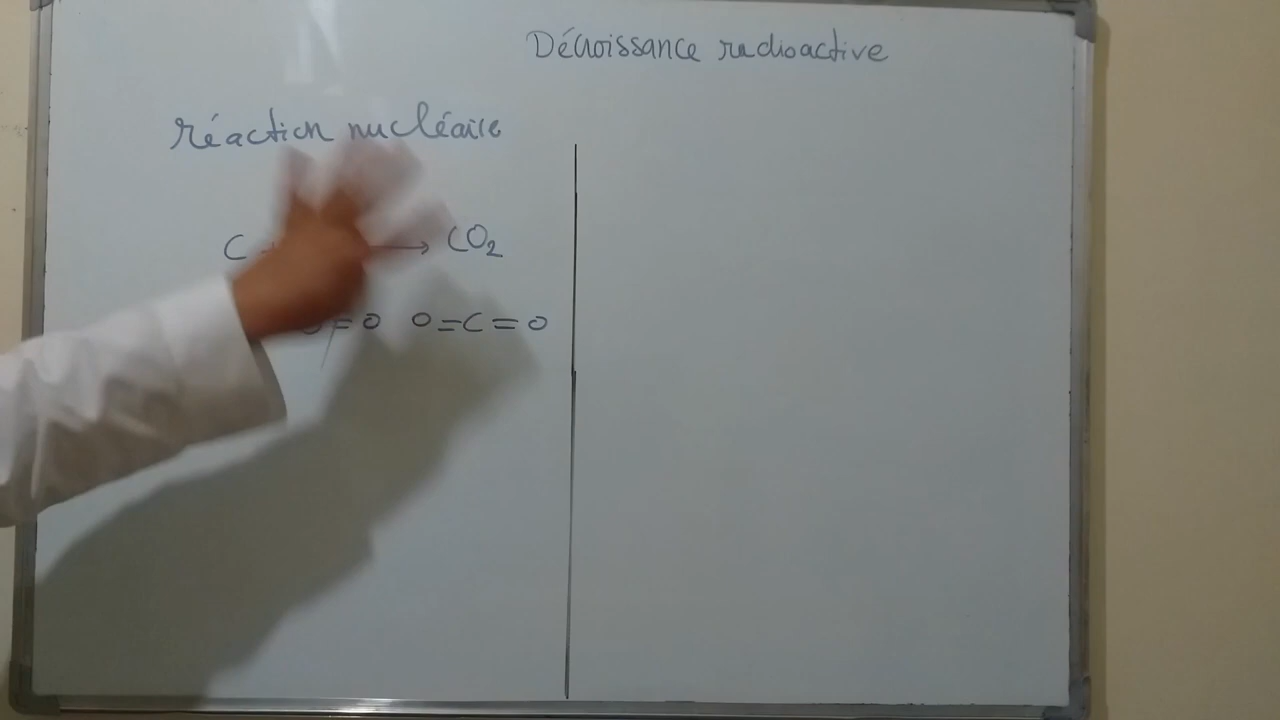 Décroissance radioactive
réaction nucléaire
C + → CO2
O=O O=C=O